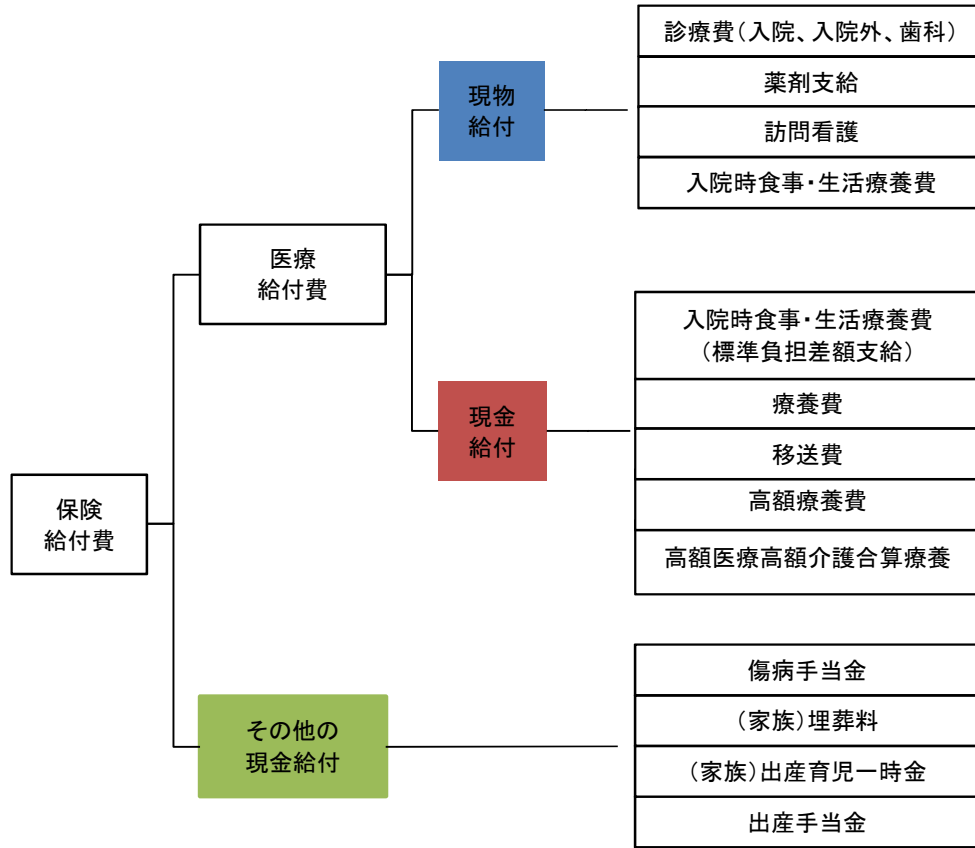 診療費(入院、入院外、歯科)
薬剤支給
訪問看護
入院時食事・生活療養費
現物
給付
医療
給付費
入院時食事・生活療養費
(標準負担差額支給)
療養費
移送費
高額療養費
高額医療高額介護合算療養
現金
給付
保険
給付費
傷病手当金
(家族)埋葬料
(家族)出産育児一時金
出産手当金
その他の
現金給付